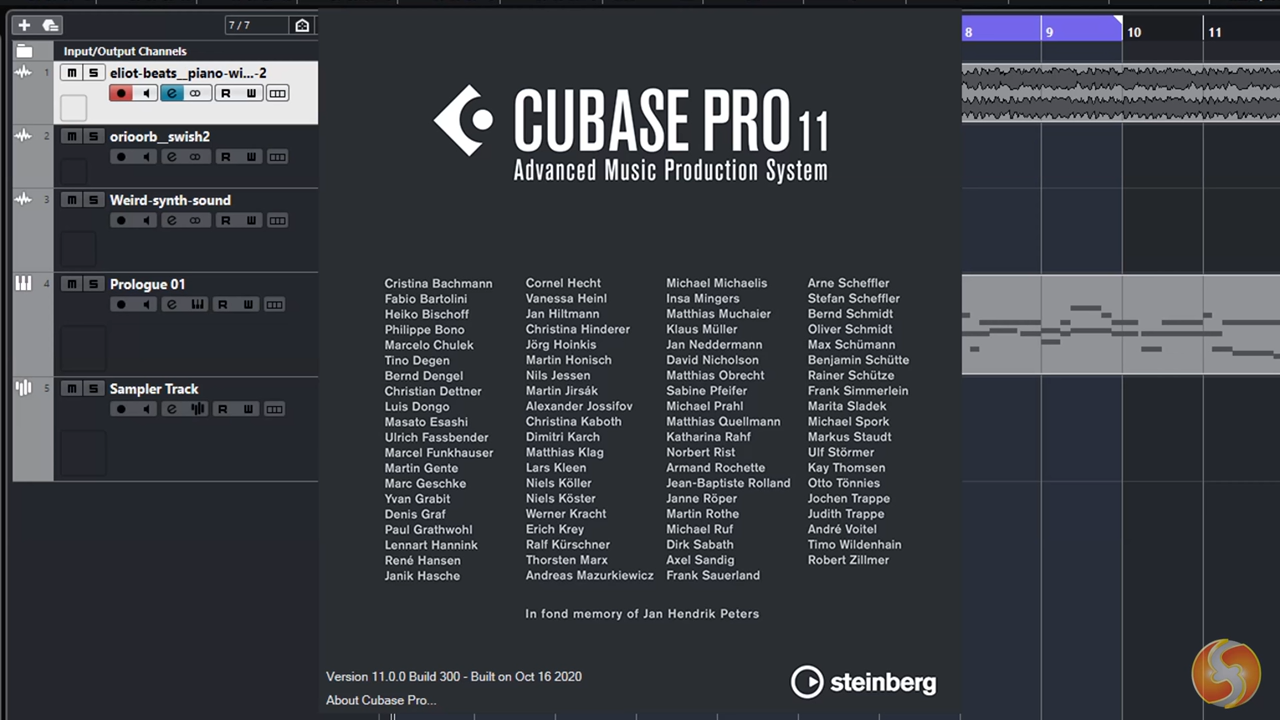 7 / 7
8
9
10
11
Input/Output Channels
1
m S
eliot-beats__piano-wi...-2
e
R W
2
m S
orioorb__swish2
e
R W
3
m S
Weird-synth-sound
e
R W
4
m S
Prologue 01
e
R W
5
m S
Sampler Track
e
R W
CUBASE PRO 11
Advanced Music Production System
Cristina Bachmann
Fabio Bartolini
Heiko Bischoff
Philippe Bono
Marcelo Chulek
Tino Degen
Bernd Dengel
Christian Dettner
Luis Dongo
Masato Esashi
Ulrich Fassbender
Marcel Funkhauser
Martin Gente
Marc Geschke
Yvan Grabit
Denis Graf
Paul Grathwohl
Lennart Hannink
René Hansen
Janik Hasche
Cornel Hecht
Vanessa Heinl
Jan Hiltmann
Christina Hinderer
Jörg Hoinkis
Martin Honisch
Nils Jessen
Martin Jirsák
Alexander Jossifov
Christina Kaboth
Dimitri Karch
Matthias Klag
Lars Kleen
Niels Köller
Niels Köster
Werner Kracht
Erich Krey
Ralf Kürschner
Thorsten Marx
Andreas Mazurkiewicz
Michael Michaelis
Insa Mingers
Matthias Muchaier
Klaus Müller
Jan Neddermann
David Nicholson
Matthias Obrecht
Sabine Pfeifer
Michael Prahl
Matthias Quellmann
Katharina Rahf
Norbert Rist
Armand Rochette
Jean-Baptiste Rolland
Janne Röper
Martin Rothe
Michael Ruf
Dirk Sabath
Axel Sandig
Frank Sauerland
Arne Scheffler
Stefan Scheffler
Bernd Schmidt
Oliver Schmidt
Max Schümann
Benjamin Schütte
Rainer Schütze
Frank Simmerlein
Marita Sladek
Michael Spork
Markus Staudt
Ulf Störmer
Kay Thomsen
Otto Tönnies
Jochen Trappe
Judith Trappe
André Voitel
Timo Wildenhain
Robert Zillmer
In fond memory of Jan Hendrik Peters
Version 11.0.0 Build 300 - Built on Oct 16 2020
About Cubase Pro...
steinberg